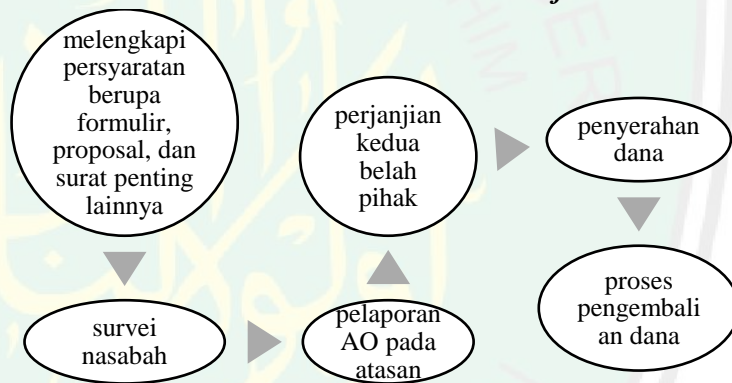 melengkapi
persyaratan
berupa
formulir,
proposal, dan
surat penting
lainnya
survei
nasabah
pelaporan
AO pada
atasan
perjanjian
kedua
belah
pihak
penyerahan
dana
proses
pengembali
an dana